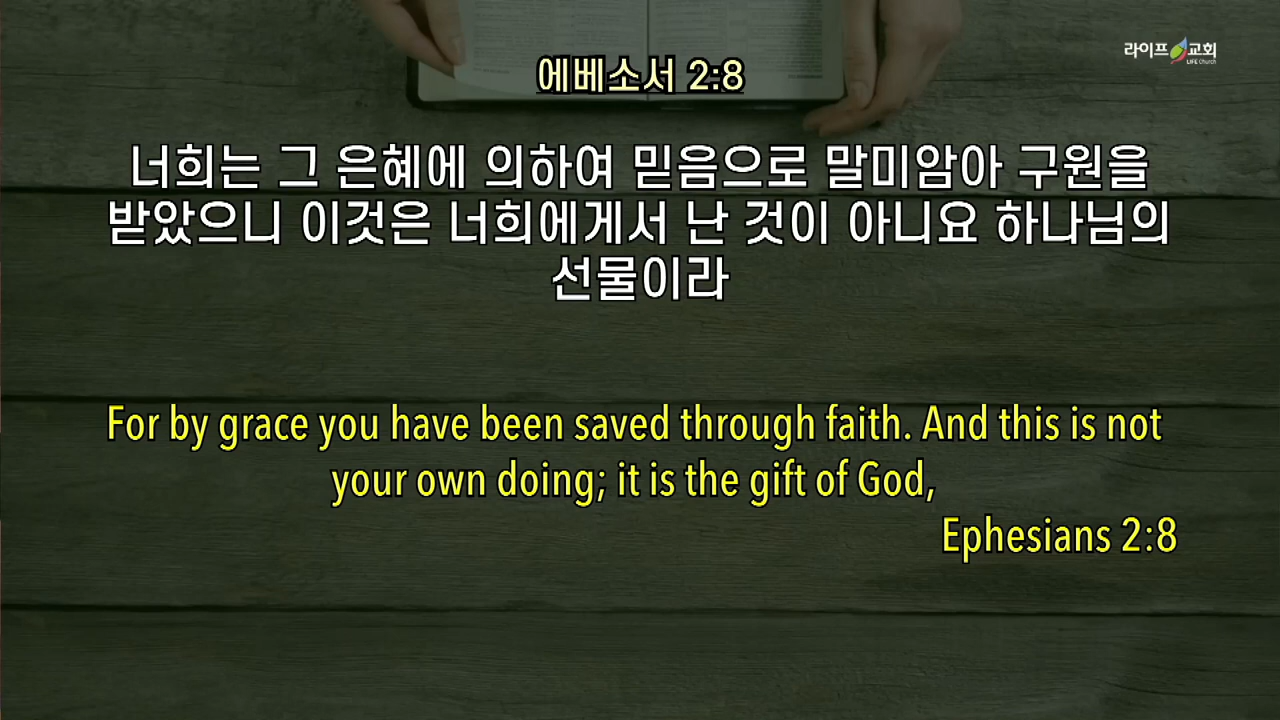 라이프교회
LIFE Church
에베소서 2:8
너희는 그 은혜에 의하여 믿음으로 말미암아 구원을
받았으니 이것은 너희에게서 난 것이 아니요 하나님의
선물이라
For by grace you have been saved through faith. And this is not
your own doing; it is the gift of God,
Ephesians 2:8